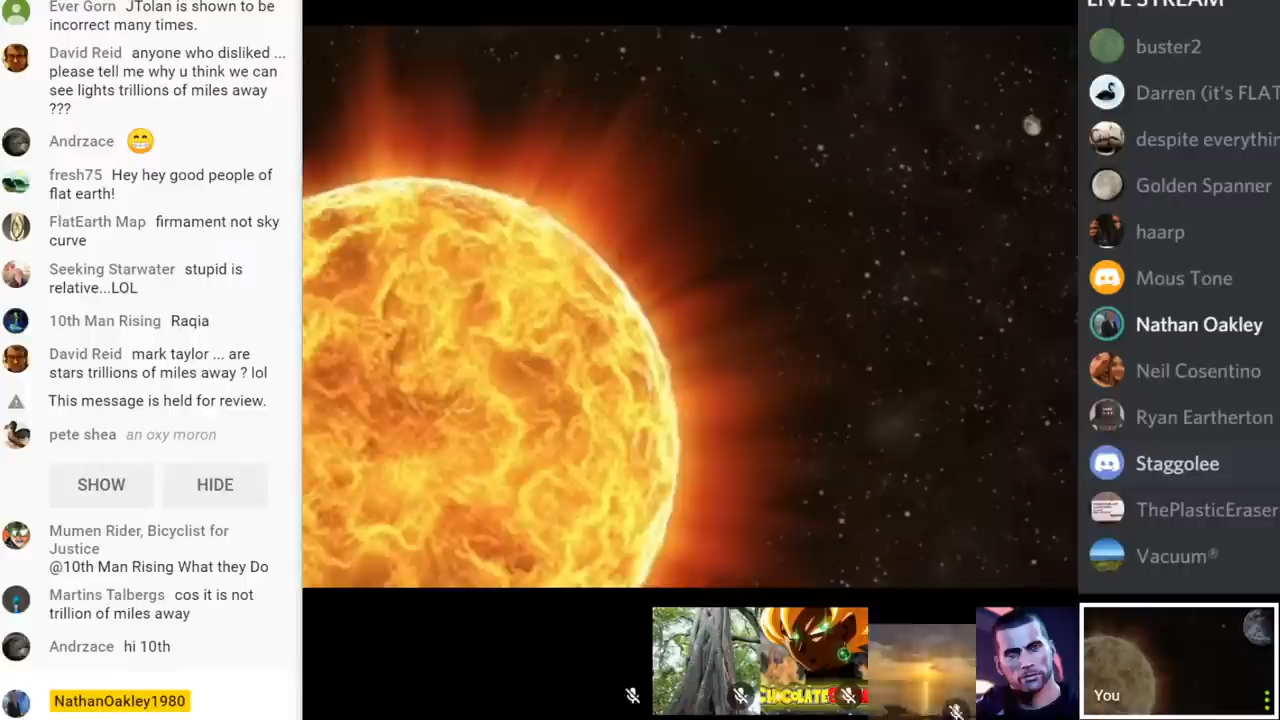 Ever Gorn JTolan is shown to be
incorrect many times.
David Reid anyone who disliked ...
please tell me why u think we can
see lights trillions of miles away
???
Andrzace
fresh75 Hey hey good people of
flat earth!
FlatEarth Map firmament not sky
curve
Seeking Starwater stupid is
relative...LOL
10th Man Rising Raqia
David Reid mark taylor ... are
stars trillions of miles away ? lol
This message is held for review.
pete shea an oxy moron
SHOW HIDE
Mumen Rider, Bicyclist for
Justice
@10th Man Rising What they Do
Martins Talbergs cos it is not
trillion of miles away
Andrzace hi 10th
NathanOakley1980
LIVE STREAM
buster2
Darren (it's FLAT
despite everythin
Golden Spanner
haarp
Mous Tone
Nathan Oakley
Neil Cosentino
Ryan Eartherton
Staggolee
ThePlasticEraser
Vacuum®
You